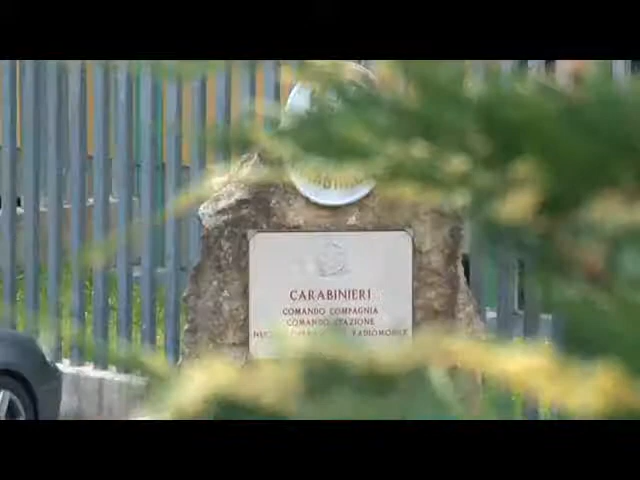 CARABINIERI
COMANDO COMPAGNIA
COMANDO STAZIONE
RADIOMOBILE